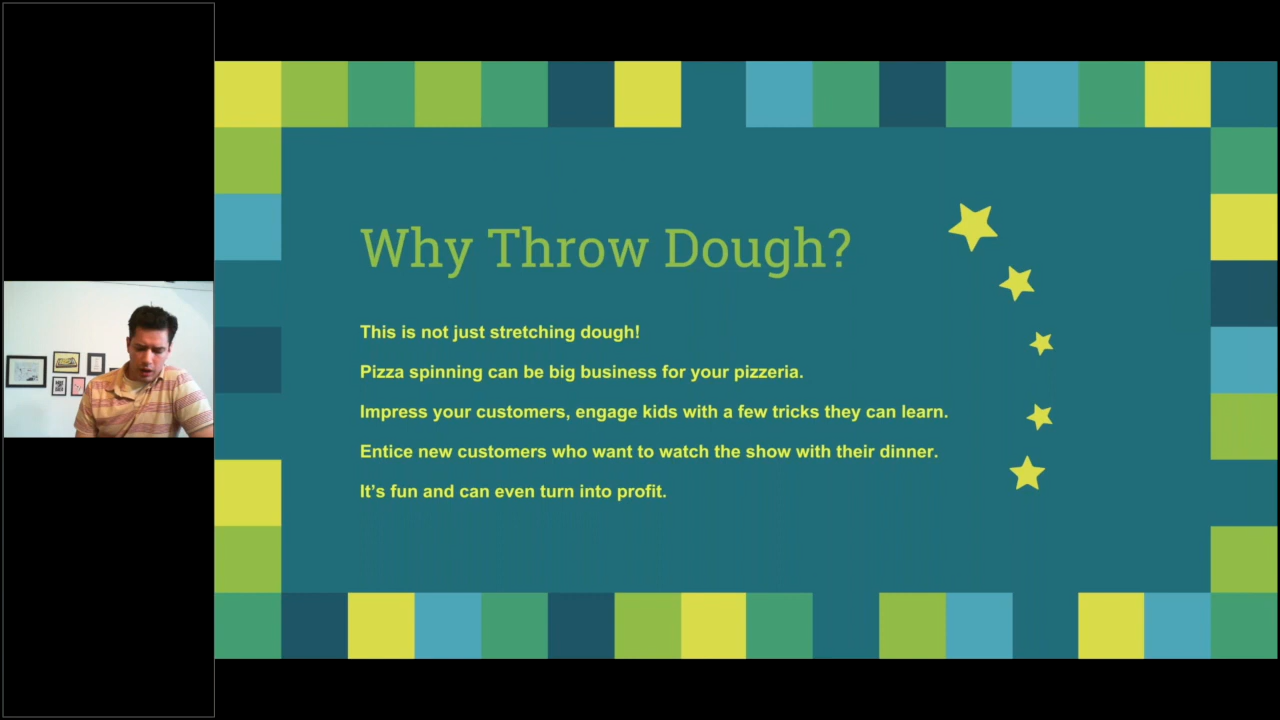 Why Throw Dough?
This is not just stretching dough!
Pizza spinning can be big business for your pizzeria.
Impress your customers, engage kids with a few tricks they can learn.
Entice new customers who want to watch the show with their dinner.
It’s fun and can even turn into profit.